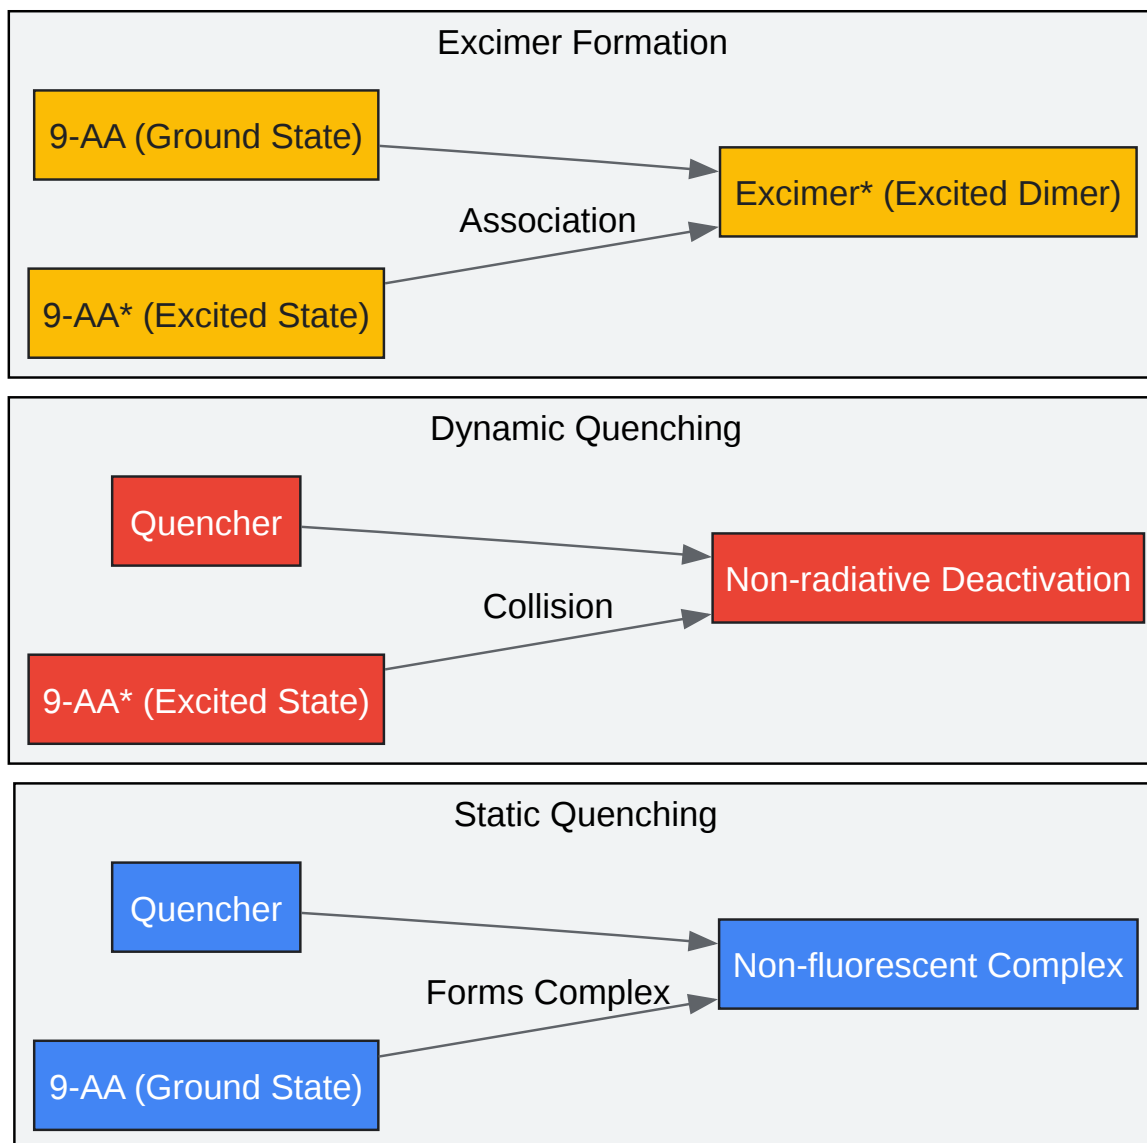 Excimer Formation
9-AA (Ground State)
Excimer* (Excited Dimer)
Association
9-AA* (Excited State)
Dynamic Quenching
Quencher
Non-radiative Deactivation
Collision
9-AA* (Excited State)
Static Quenching
Quencher
Non-fluorescent Complex
Forms Complex
9-AA (Ground State)